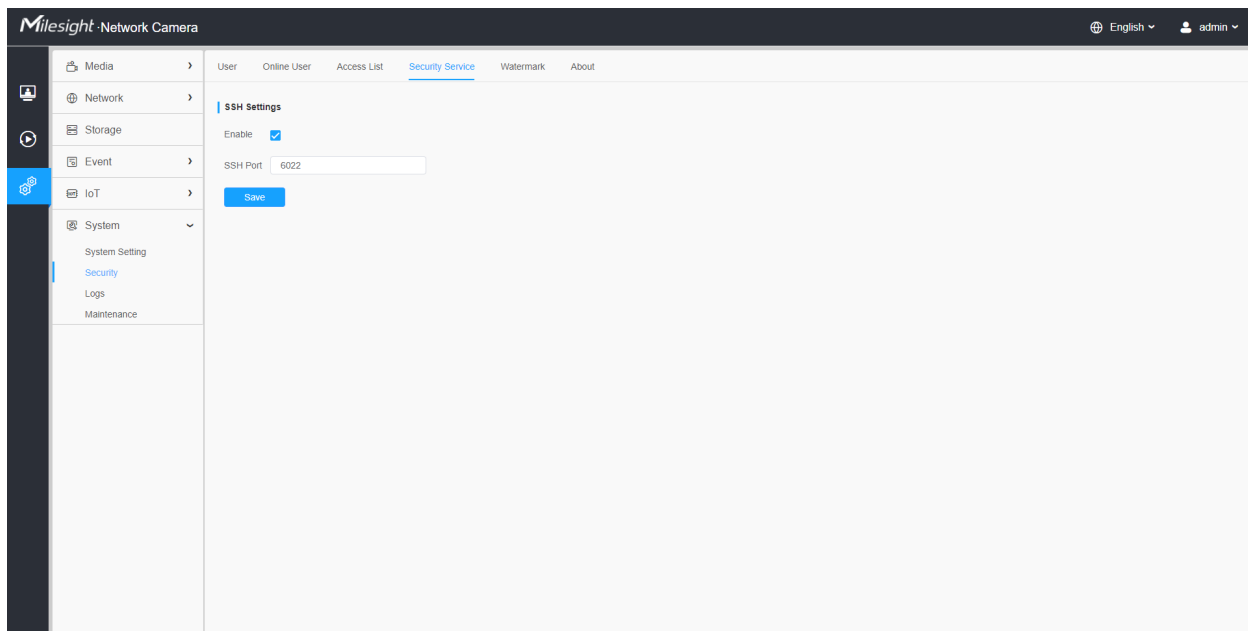 Milesight·Network Camera
English
admin
Media
Network
Storage
Event
IoT
System
System Setting
Security
Logs
Maintenance
User Online User Access List Security Service Watermark About
SSH Settings
Enable
SSH Port 6022
Save